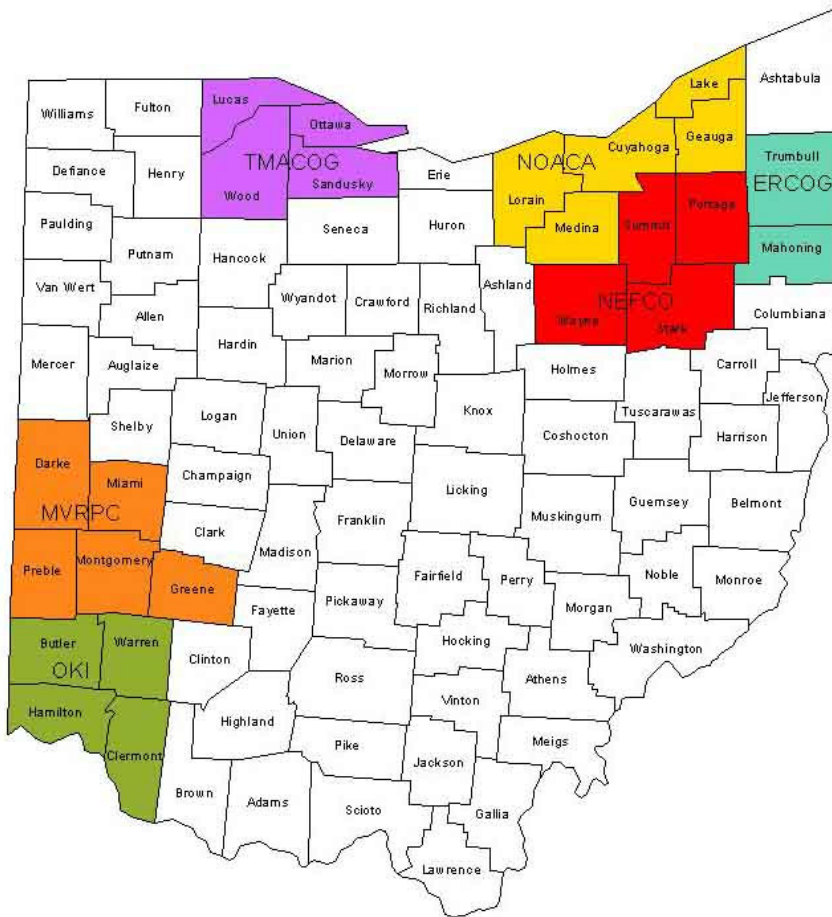 Lake
Ashtabula
Williams
Fulton
Lucas
Ottawa
Geauga
Cuyahoga
Trumbull
NOACA
TMACOG
Defiance
Henry
Erie
ERCOG
Sandusky
Wood
Lorain
Portage
Paulding
Medina
Summit
Huron
Seneca
Mahoning
Putnam
Hancock
Van Wert
Ashland
Wyandot
Crawford
Richland
NEFCO
Columbiana
Allen
Wayne
Stark
Hardin
Marion
Carroll
Mercer
Auglaize
Holmes
Morrow
Jefferson
Knox
Tuscarawas
Logan
Shelby
Union
Delaware
Coshocton
Harrison
Darke
Champaign
Miami
Licking
Guernsey
Belmont
MVRPC
Muskingum
Franklin
Clark
Madison
Montgomery
Preble
Fairfield
Perry
Noble
Monroe
Greene
Pickaway
Fayette
Morgan
Butler
Warren
Hocking
Washington
Clinton
OKI
Ross
Athens
Vinton
Hamilton
Highland
Meigs
Clermont
Pike
Jackson
Brown
Adams
Scioto
Gallia
Lawrence